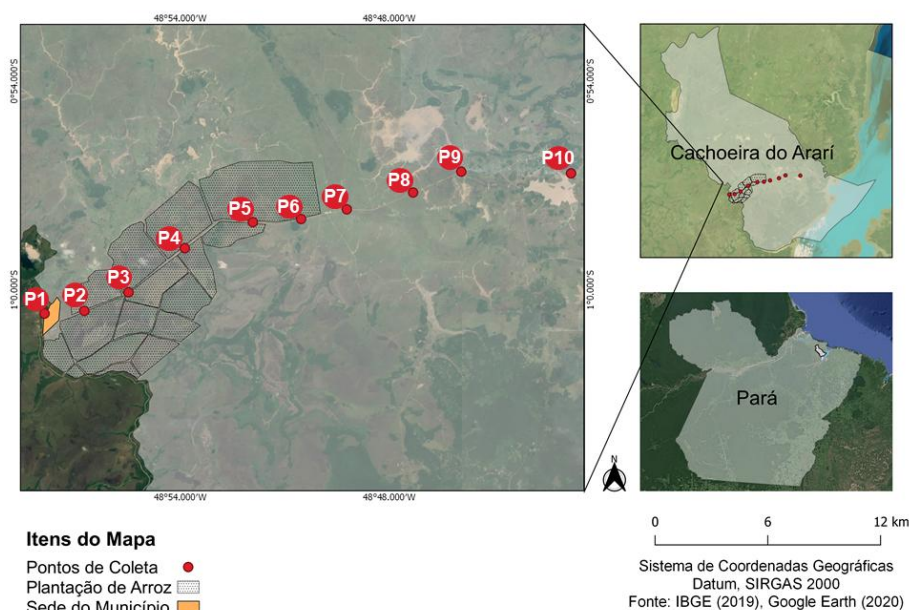 48°54.000'W 48°48.000'W
0°54.000'S
0°54.000'S
P1
P2
P3
P4
P5
P6
P7
P8
P9
P10
1°0.000'S
1°0.000'S
48°54.000'W 48°48.000'W
Cachoeira do Ararí
Pará
N
0 6 12 km
Itens do Mapa
Pontos de Coleta
Plantação de Arroz
Sede do Município
Sistema de Coordenadas Geográficas
Datum, SIRGAS 2000
Fonte: IBGE (2019), Google Earth (2020)